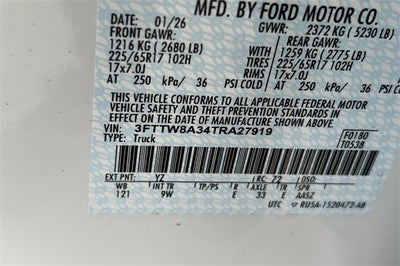 MFD. BY FORD MOTOR CO.
DATE: 01/26 GVWR: 2372 KG ( 5230 LB)
FRONT GAWR: REAR GAWR:
1216 KG ( 2680 LB) 1259 KG ( 2775 LB)
225/65R17 102H 225/65R17 102H
17x7.0J RIMS 17x7.0J
AT 250 kPa/ 36 PSI COLD AT 250 kPa/ 36 PSI COLD
THIS VEHICLE CONFORMS TO ALL APPLICABLE FEDERAL MOTOR
VEHICLE SAFETY AND THEFT PREVENTION STANDARDS IN
EFFECT ON THE DATE OF MANUFACTURE SHOWN ABOVE.
VIN: 3FTTW8A34TRA27919 F0180
TYPE: Truck T0538
EXT PNT: YZ RC: 72 DSO:
WB INT TR TP/PS R AXLE TR SPR
121 9W E 33 E AA5Z
UTC RU5A-1520472-AB